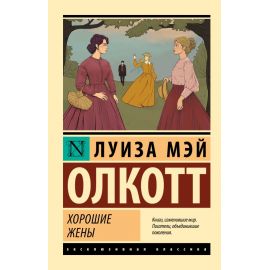 N
ЛУИЗА МЭЙ
ОЛКОТТ
ХОРОШИЕ
ЖЕНЫ
Книги, изменившие мир.
Писатели, объединившие
поколения.
ЭКСКЛЮЗИВНАЯ КЛАССИКА